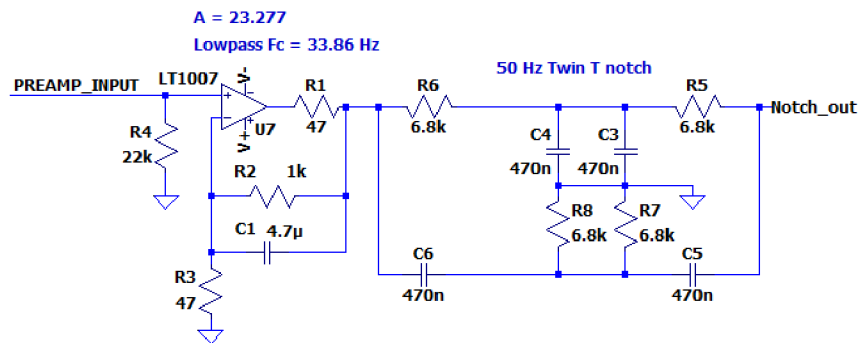 A = 23.277
Lowpass Fc = 33.86 Hz
50 Hz Twin T notch
PREAMP_INPUT
LT1007
V-
R1
R6
R5
Notch_out
+
−
+
−
U7
V+
47
6.8k
6.8k
R4
22k
C4
C3
470n
470n
R2
1k
C1
4.7µ
R8
R7
6.8k
6.8k
R3
47
C6
C5
470n
470n